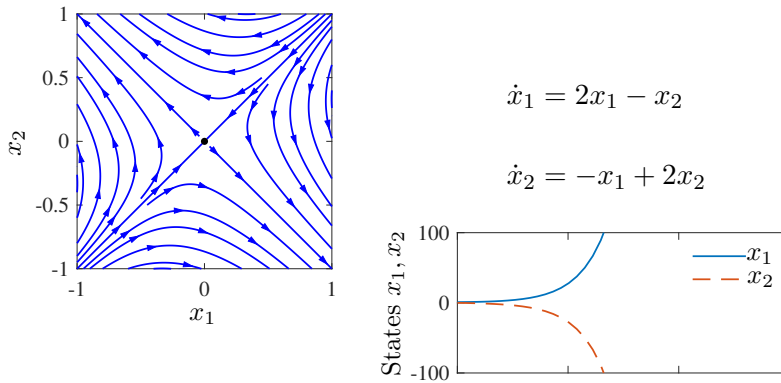 1
0.5
0
-0.5
-1
-1
0
1
x₁
x₂
ẋ₁ = 2x₁ − x₂
ẋ₂ = −x₁ + 2x₂
100
0
-100
States x₁, x₂
x₁
x₂